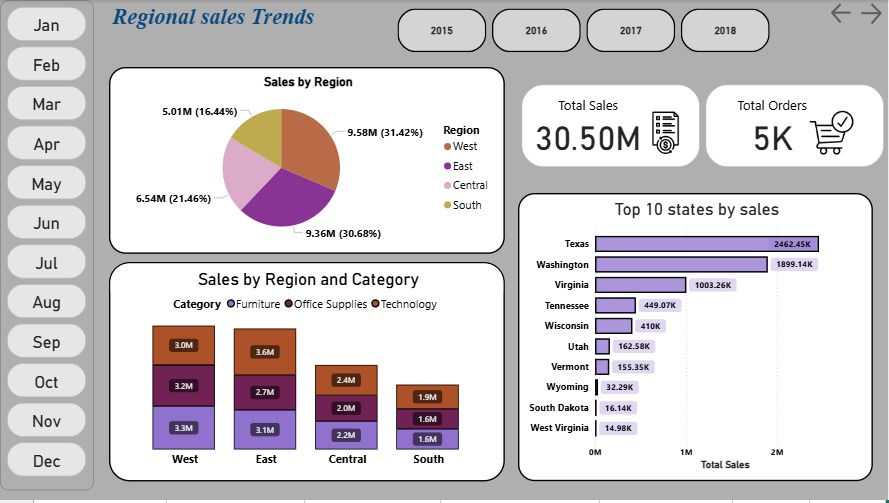 Regional sales Trends
2015
2016
2017
2018
Jan
Feb
Mar
Apr
May
Jun
Jul
Aug
Sep
Oct
Nov
Dec
Sales by Region
5.01M (16.44%)
9.58M (31.42%)
6.54M (21.46%)
9.36M (30.68%)
Region
West
East
Central
South
Total Sales
30.50M
Total Orders
5K
Sales by Region and Category
Category Furniture Office Supplies Technology
3.0M
3.2M
3.3M
3.6M
2.7M
3.1M
2.4M
2.0M
2.2M
1.9M
1.6M
1.6M
West East Central South
Top 10 states by sales
Texas 2462.45K
Washington 1899.14K
Virginia 1003.26K
Tennessee 449.07K
Wisconsin 410K
Utah 162.58K
Vermont 155.35K
Wyoming 32.29K
South Dakota 16.14K
West Virginia 14.98K
0M 1M 2M
Total Sales